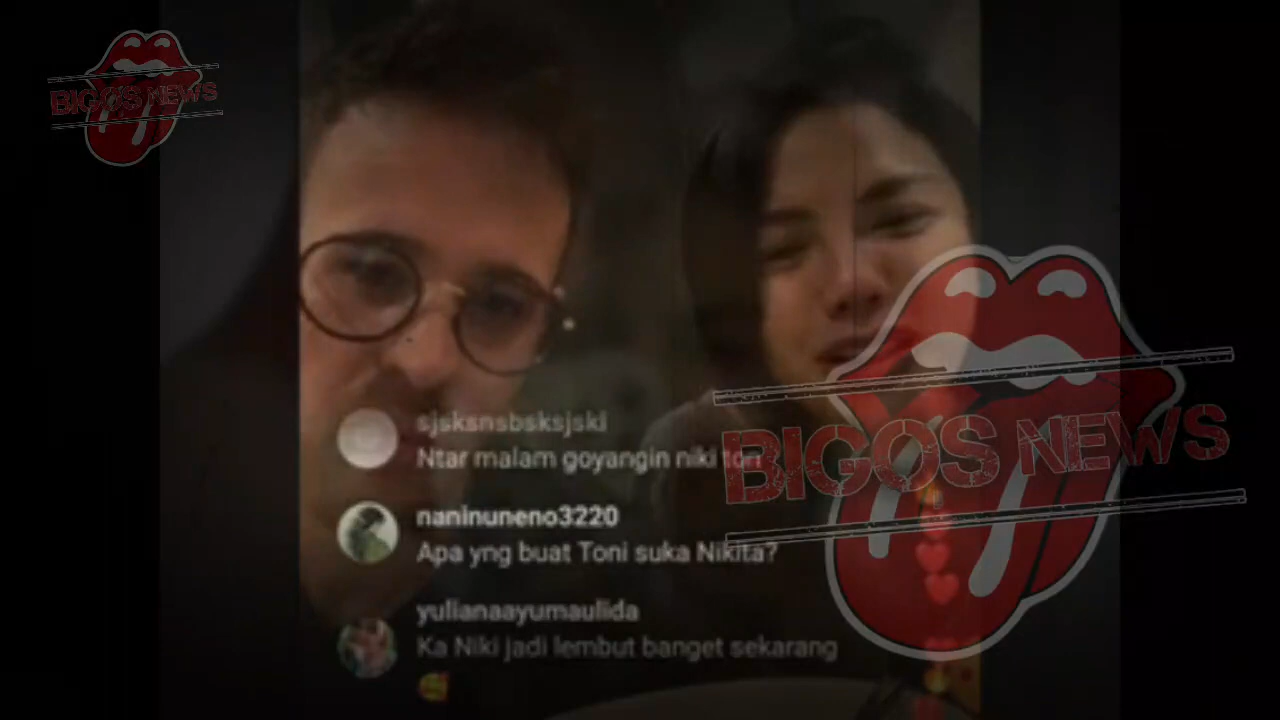 BIGOS NEWS
sjsksnsbsksjski
Ntar malam goyangin niki ton
naninuneno3220
Apa yng buat Toni suka Nikita?
BIGOS NEWS
yulianaayumaulida
Ka Niki jadi lembut banget sekarang